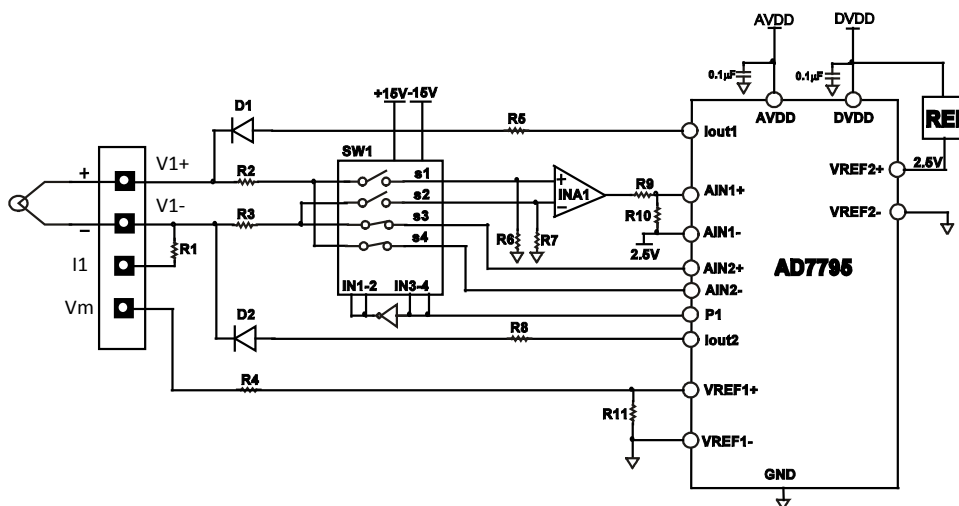 AVDD DVDD
0.1µF 0.1µF
REF
AVDD DVDD
2.5V
VREF2+
VREF2-
D1
R5
Iout1
+15V -15V
SW1
V1+
R2
s1
+
INA1
R9
AIN1+
s2
−
V1-
R3
s3
R10
s4
R6 R7
AIN1-
2.5V
R1
I1
AIN2+
AD7795
IN1-2 IN3-4
AIN2-
Vm
P1
D2
R8
Iout2
R4
VREF1+
R11
VREF1-
GND
+
−